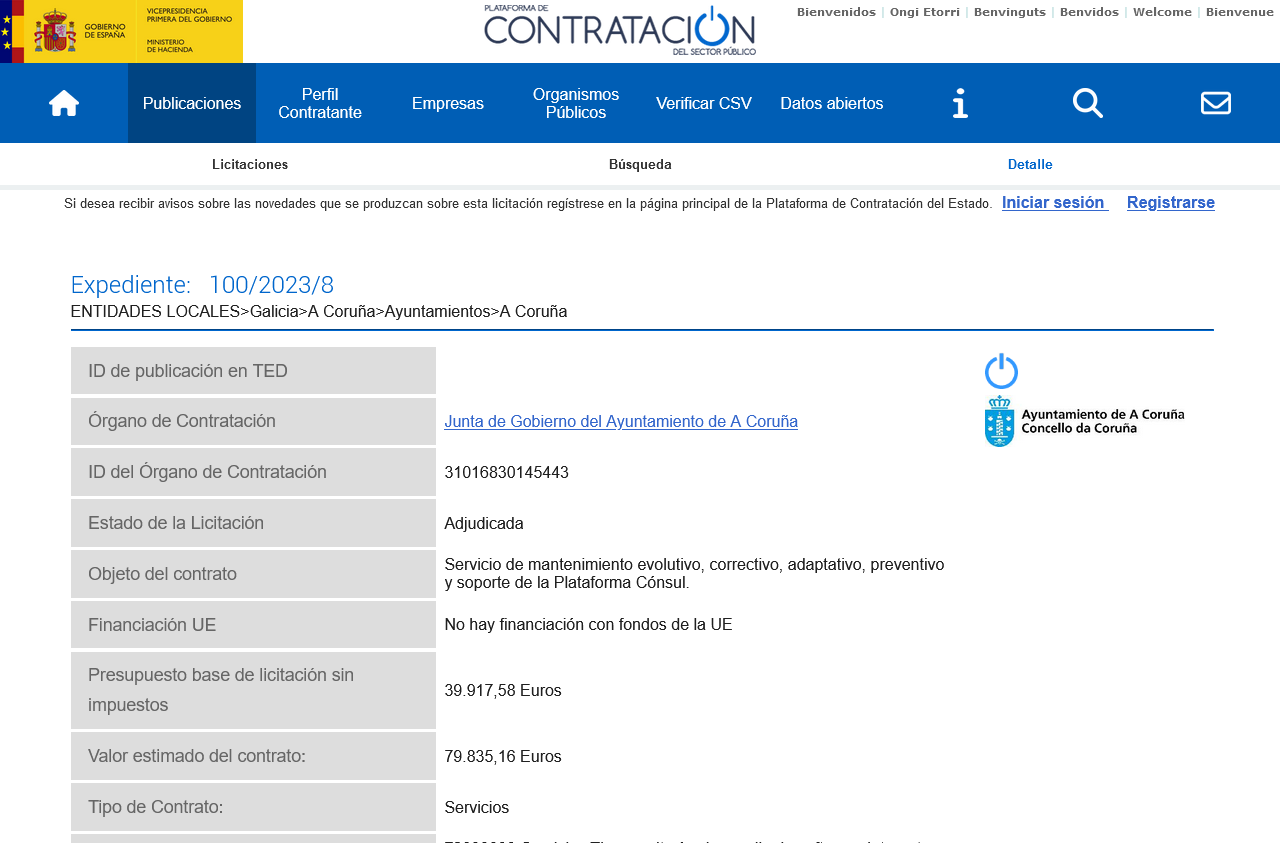 GOBIERNO
DE ESPAÑA
VICEPRESIDENCIA
PRIMERA DEL GOBIERNO
MINISTERIO
DE HACIENDA
PLATAFORMA DE
CONTRATACIÓN
DEL SECTOR PÚBLICO
Bienvenidos | Ongi Etorri | Benvinguts | Benvidos | Welcome | Bienvenue
Publicaciones
Perfil
Contratante
Empresas
Organismos
Públicos
Verificar CSV
Datos abiertos
Licitaciones
Búsqueda
Detalle
Si desea recibir avisos sobre las novedades que se produzcan sobre esta licitación regístrese en la página principal de la Plataforma de Contratación del Estado. Iniciar sesión Registrarse
Expediente: 100/2023/8
ENTIDADES LOCALES>Galicia>A Coruña>Ayuntamientos>A Coruña
ID de publicación en TED
Órgano de Contratación
Junta de Gobierno del Ayuntamiento de A Coruña
Ayuntamiento de A Coruña
Concello da Coruña
ID del Órgano de Contratación
31016830145443
Estado de la Licitación
Adjudicada
Objeto del contrato
Servicio de mantenimiento evolutivo, correctivo, adaptativo, preventivo
y soporte de la Plataforma Cónsul.
Financiación UE
No hay financiación con fondos de la UE
Presupuesto base de licitación sin
impuestos
39.917,58 Euros
Valor estimado del contrato:
79.835,16 Euros
Tipo de Contrato:
Servicios